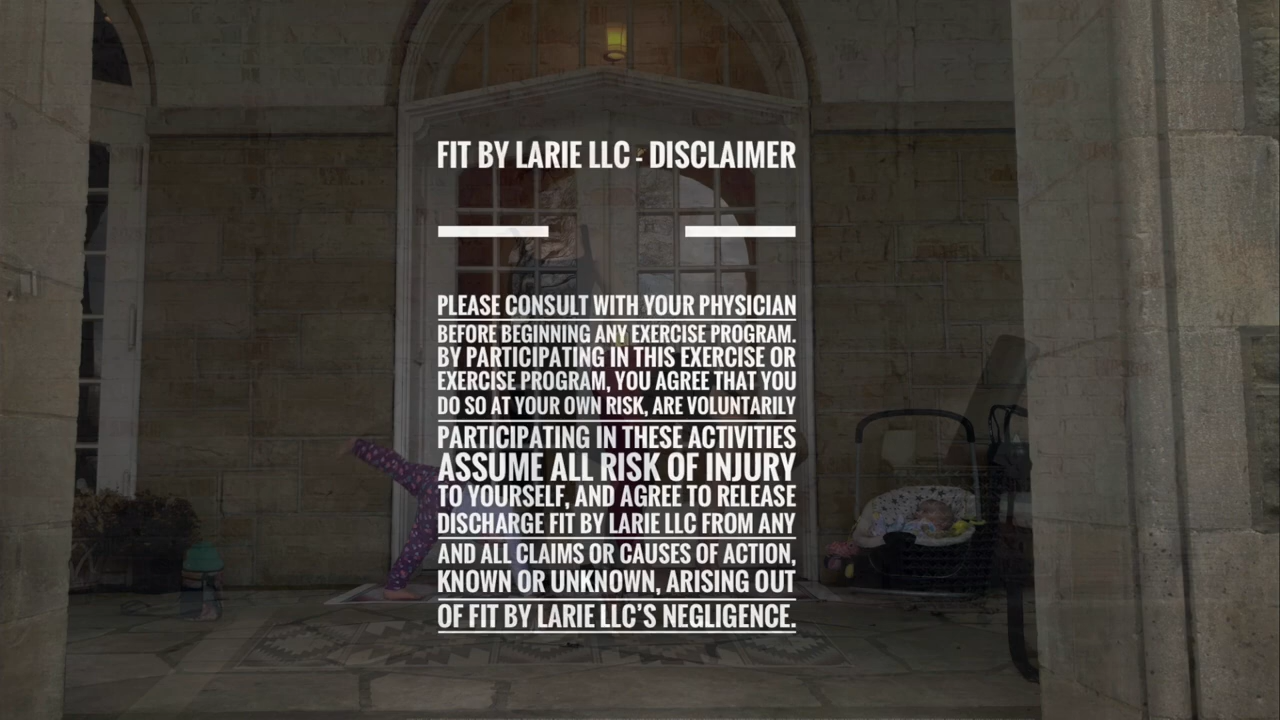 FIT BY LARIE LLC - DISCLAIMER
PLEASE CONSULT WITH YOUR PHYSICIAN
BEFORE BEGINNING ANY EXERCISE PROGRAM.
BY PARTICIPATING IN THIS EXERCISE OR
EXERCISE PROGRAM, YOU AGREE THAT YOU
DO SO AT YOUR OWN RISK, ARE VOLUNTARILY
PARTICIPATING IN THESE ACTIVITIES
ASSUME ALL RISK OF INJURY
TO YOURSELF, AND AGREE TO RELEASE
DISCHARGE FIT BY LARIE LLC FROM ANY
AND ALL CLAIMS OR CAUSES OF ACTION,
KNOWN OR UNKNOWN, ARISING OUT
OF FIT BY LARIE LLC'S NEGLIGENCE.